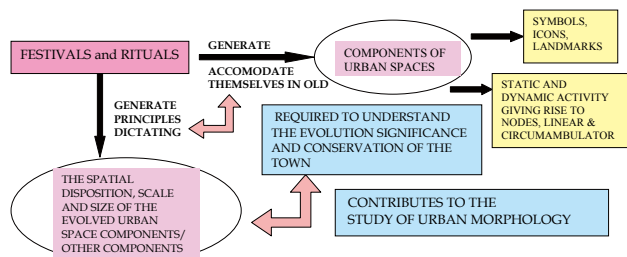 FESTIVALS and RITUALS
GENERATE
ACCOMODATE
THEMSELVES IN OLD
COMPONENTS OF
URBAN SPACES
SYMBOLS,
ICONS,
LANDMARKS
STATIC AND
DYNAMIC ACTIVITY
GIVING RISE TO
NODES, LINEAR &
CIRCUMAMBULATOR
GENERATE
PRINCIPLES
DICTATING
REQUIRED TO UNDERSTAND
THE EVOLUTION SIGNIFICANCE
AND CONSERVATION OF THE
TOWN
THE SPATIAL
DISPOSITION, SCALE
AND SIZE OF THE
EVOLVED URBAN
SPACE COMPONENTS/
OTHER COMPONENTS
CONTRIBUTES TO THE
STUDY OF URBAN MORPHOLOGY